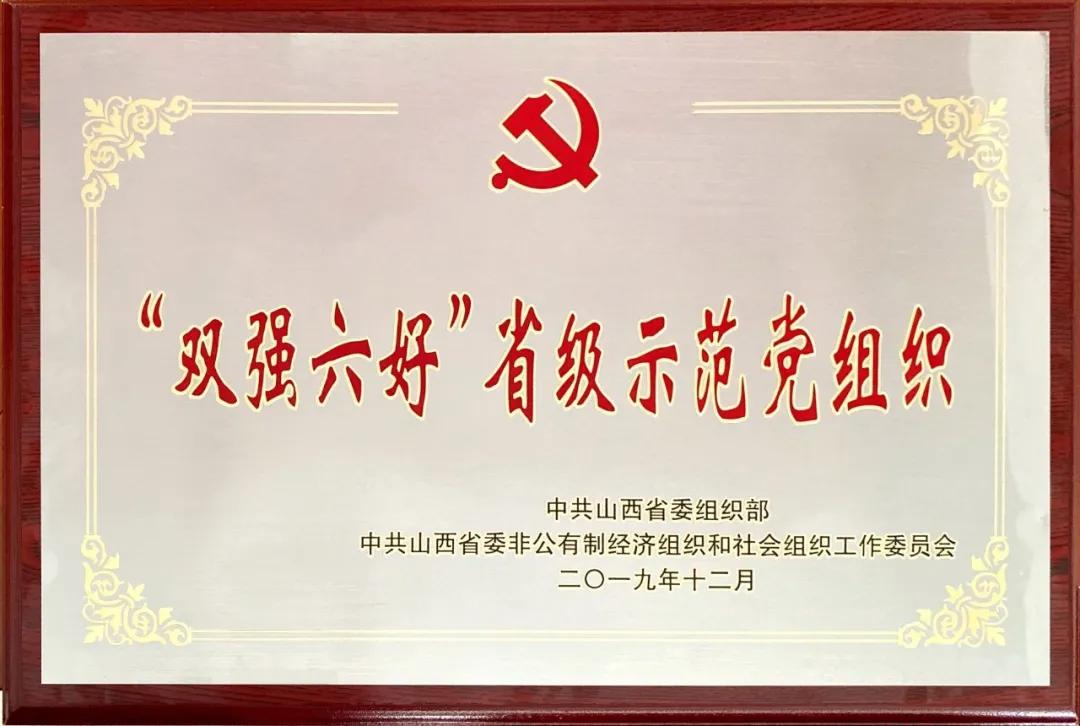 “双强六好”省级示范党组织
中共山西省委组织部
中共山西省委非公有制经济组织和社会组织工作委员会
二〇一九年十二月